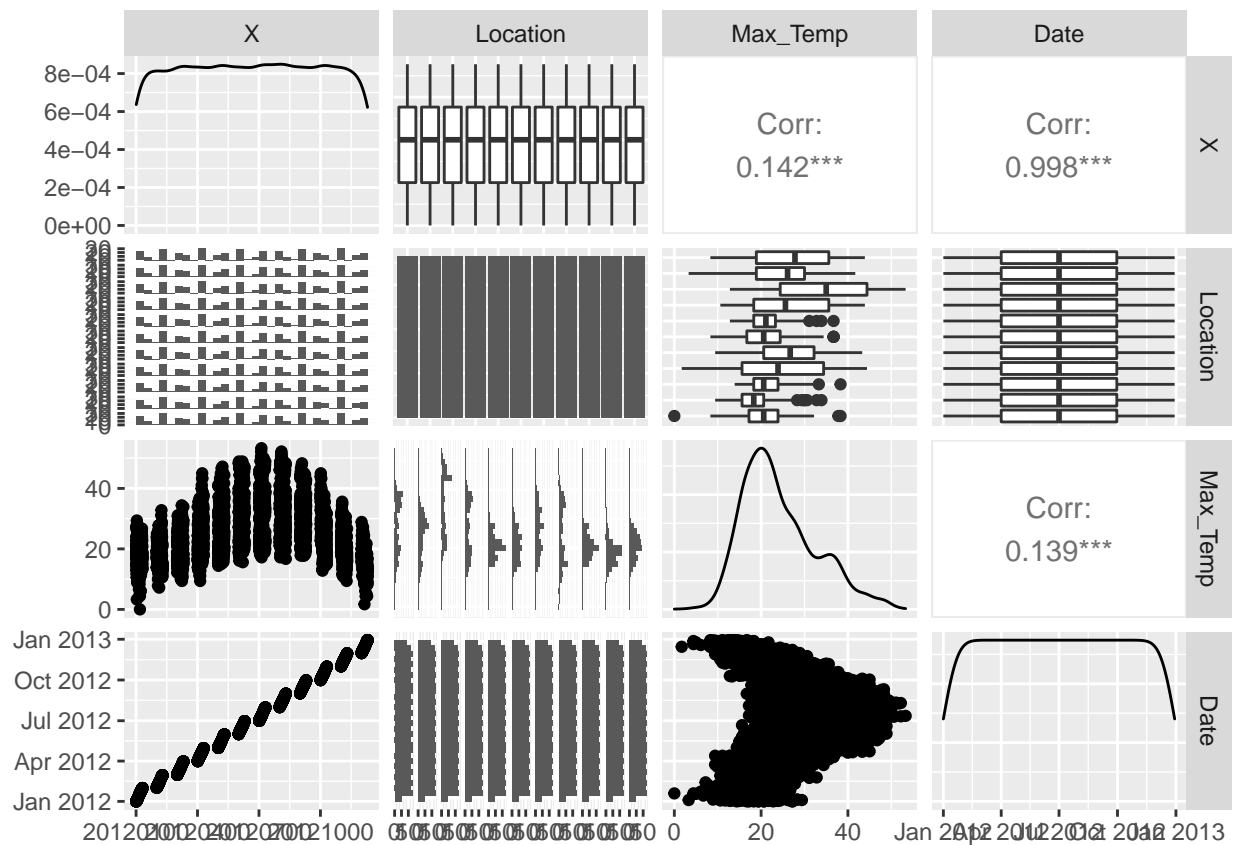 X Location Max_Temp Date
8e-04
6e-04
4e-04
2e-04
0e+00
Corr:
0.142***
Corr:
0.998***
X
Location
40
20
0
Corr:
0.139***
Max_Temp
Jan 2013
Oct 2012
Jul 2012
Apr 2012
Jan 2012
Date
0 20 40